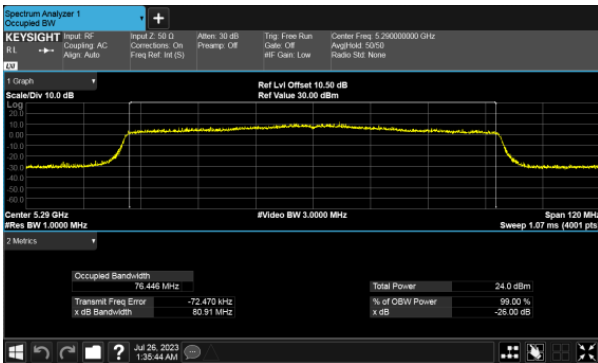 Spectrum Analyzer 1
Occupied BW
+
KEYSIGHT Input: RF Input Z: 50 Ω Atten: 30 dB Trig: Free Run Center Freq: 5.290000000 GHz
RL Coupling: AC Corrections: On Preamp: Off Gate: Off Avg|Hold: 50/50
Align: Auto Freq Ref: Int (S) #IF Gain: Low Radio Std: None
1 Graph
Ref Lvl Offset 10.50 dB
Scale/Div 10.0 dB Ref Value 30.00 dBm
Log
20.0
10.0
0.00
-10.0
-20.0
-30.0
-40.0
-50.0
-60.0
Center 5.29 GHz #Video BW 3.0000 MHz Span 120 MHz
#Res BW 1.0000 MHz Sweep 1.07 ms (4001 pts)
2 Metrics
Occupied Bandwidth
76.446 MHz Total Power 24.0 dBm
Transmit Freq Error -72.470 kHz % of OBW Power 99.00 %
x dB Bandwidth 80.91 MHz x dB -26.00 dB
? Jul 26, 2023
1:35:44 AM